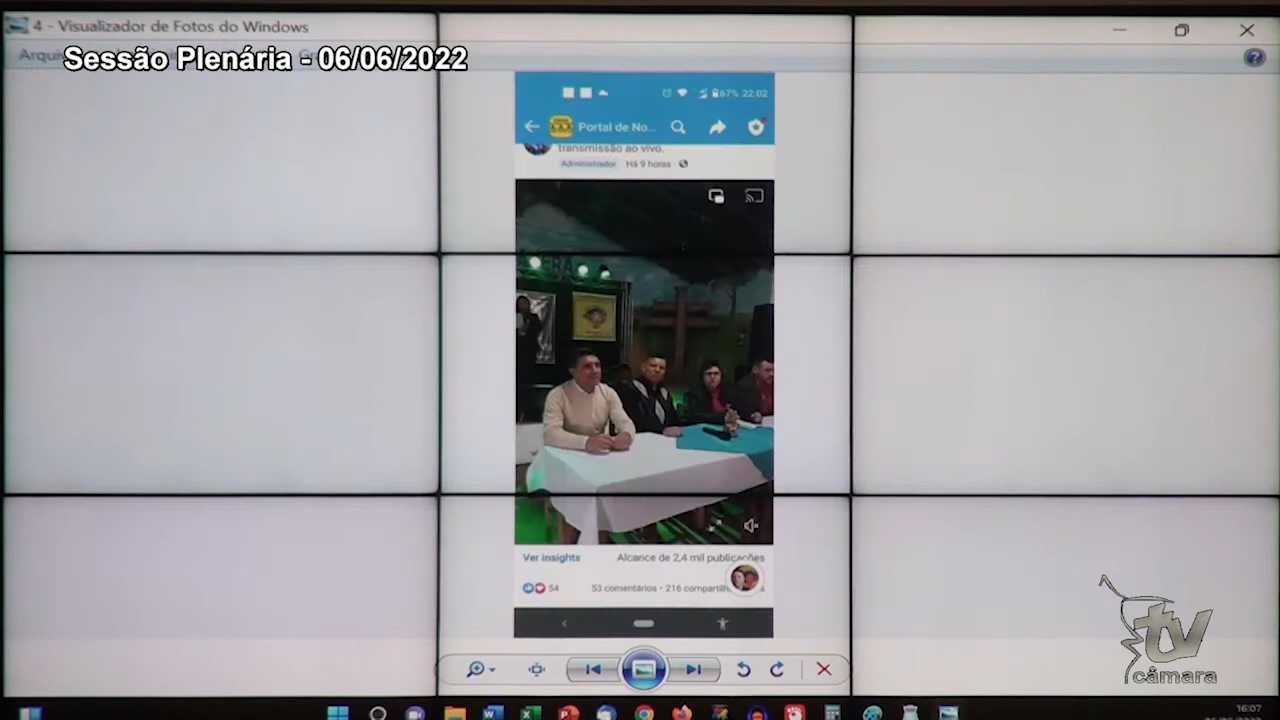 4 - Visualizador de Fotos do Windows
Sessão Plenária - 06/06/2022
67% 22:02
Portal de No...
transmissão ao vivo.
Administrador Há 9 horas
Ver insights Alcance de 2,4 mil publicações
54 53 comentários • 216 compartilh
tv
câmara
16:07